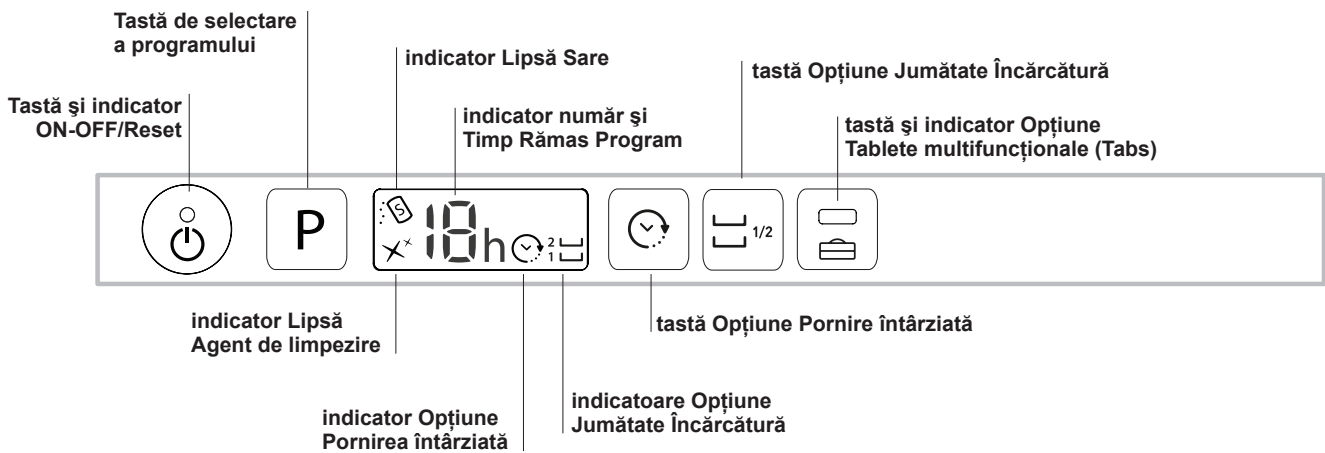 Tastă de selectare
a programului
indicator Lipsă Sare
tastă Opțiune Jumătate Încărcătură
Tastă şi indicator
ON-OFF/Reset
indicator număr şi
Timp Rămas Program
tastă şi indicator Opțiune
Tablete multifuncționale (Tabs)
P
S
18h
2
1
1/2
indicator Lipsă
Agent de limpezire
tastă Opțiune Pornire întârziată
indicator Opțiune
Pornirea întârziată
indicatoare Opțiune
Jumătate Încărcătură